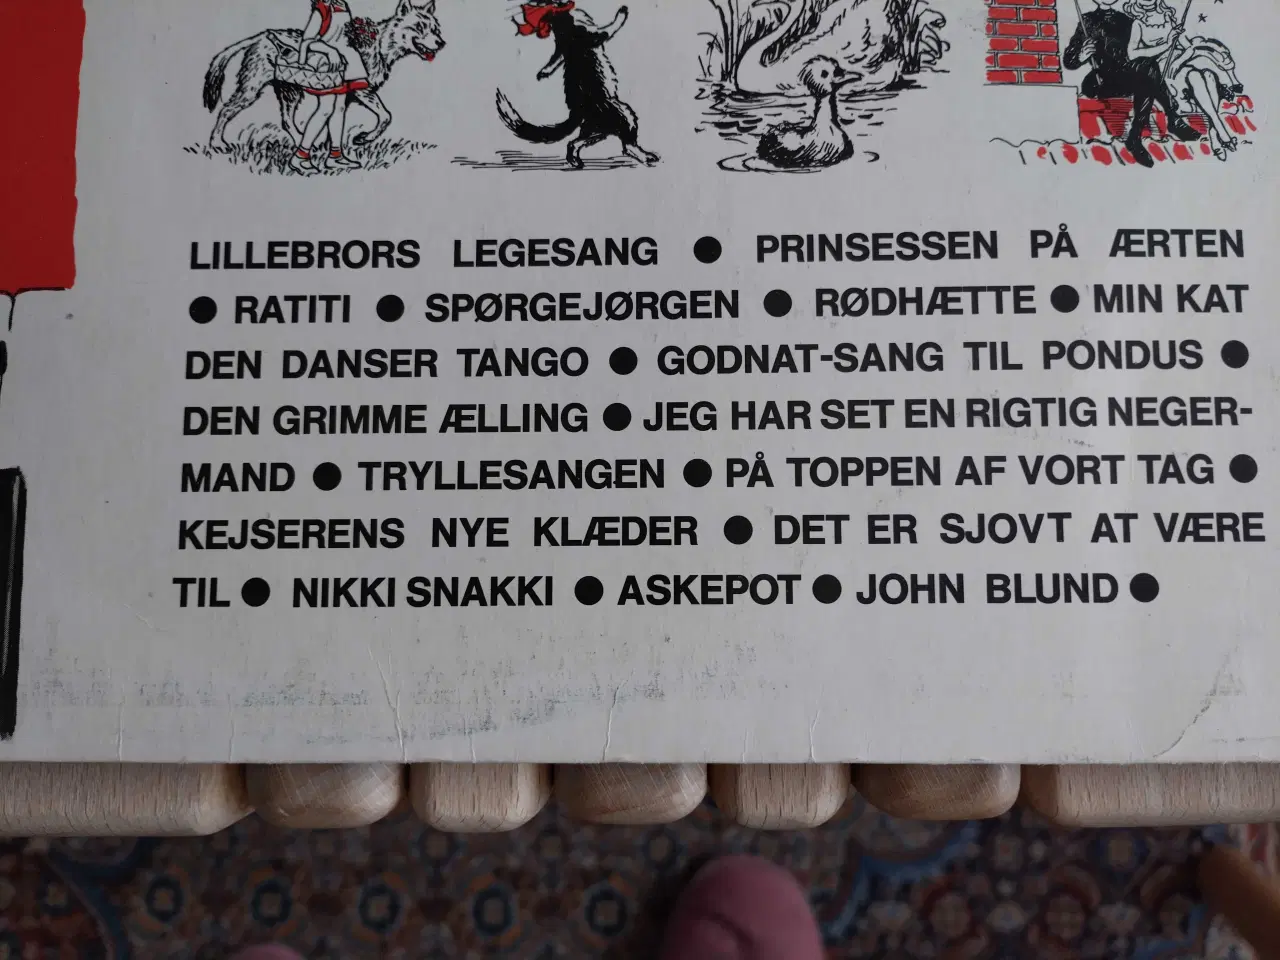 LILLEBRORS LEGESANG ● PRINSESSEN PÅ ÆRTEN
● RATITI ● SPØRGEJØRGEN ● RØDHÆTTE ● MIN KAT
DEN DANSER TANGO ● GODNAT-SANG TIL PONDUS ●
DEN GRIMME ÆLLING ● JEG HAR SET EN RIGTIG NEGER-
MAND ● TRYLLESANGEN ● PÅ TOPPEN AF VORT TAG ●
KEJSERENS NYE KLÆDER ● DET ER SJOVT AT VÆRE
TIL ● NIKKI SNAKKI ● ASKEPOT ● JOHN BLUND ●